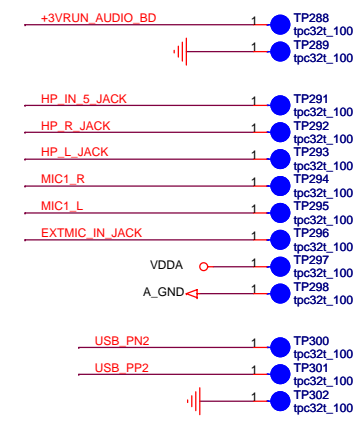 +3VRUN_AUDIO_BD 1 TP288
tpc32t_100
1 TP289
tpc32t_100
HP_IN_5_JACK 1 TP291
tpc32t_100
HP_R_JACK 1 TP292
tpc32t_100
HP_L_JACK 1 TP293
tpc32t_100
MIC1_R 1 TP294
tpc32t_100
MIC1_L 1 TP295
tpc32t_100
EXTMIC_IN_JACK 1 TP296
tpc32t_100
VDDA 1 TP297
tpc32t_100
A_GND 1 TP298
tpc32t_100
USB_PN2 1 TP300
tpc32t_100
USB_PP2 1 TP301
tpc32t_100
1 TP302
tpc32t_100